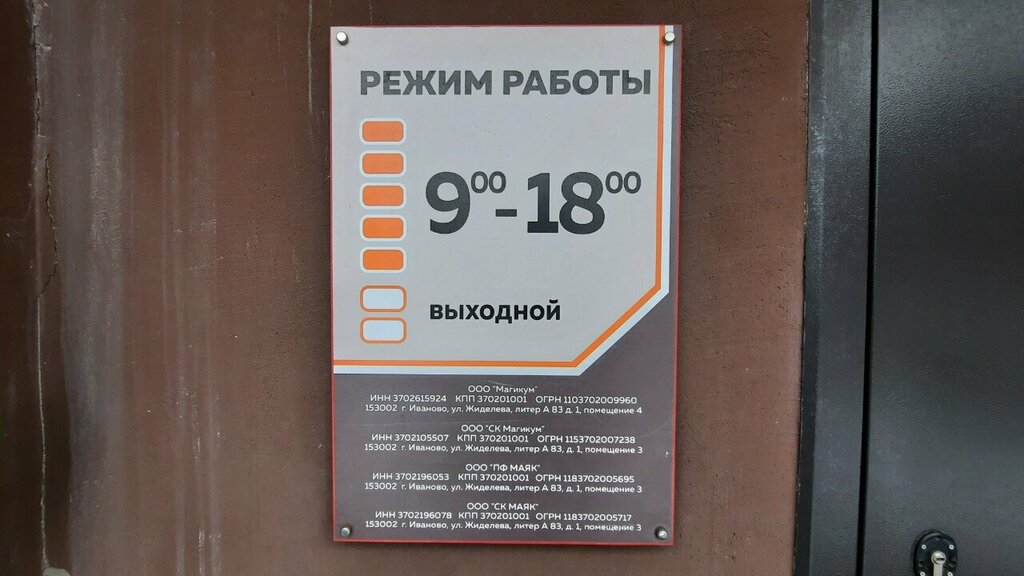 РЕЖИМ РАБОТЫ
9⁰⁰-18⁰⁰
ВЫХОДНОЙ
ООО "Магикум"
ИНН 3702615924 КПП 370201001 ОГРН 1103702009960
153002 г. Иваново, ул. Жиделева, литер А 83 д. 1, помещение 4
ООО "СК Магикум"
ИНН 3702105507 КПП 370201001 ОГРН 1153702007238
153002 г. Иваново, ул. Жиделева, литер А 83, д. 1, помещение 3
ООО "ПФ МАЯК"
ИНН 3702196053 КПП 370201001 ОГРН 1183702005695
153002 г. Иваново, ул. Жиделева, литер А 83, д. 1, помещение 3
ООО "СК МАЯК"
ИНН 3702196078 КПП 370201001 ОГРН 1183702005717
153002 г. Иваново, ул. Жиделева, литер А 83, д. 1, помещение 3